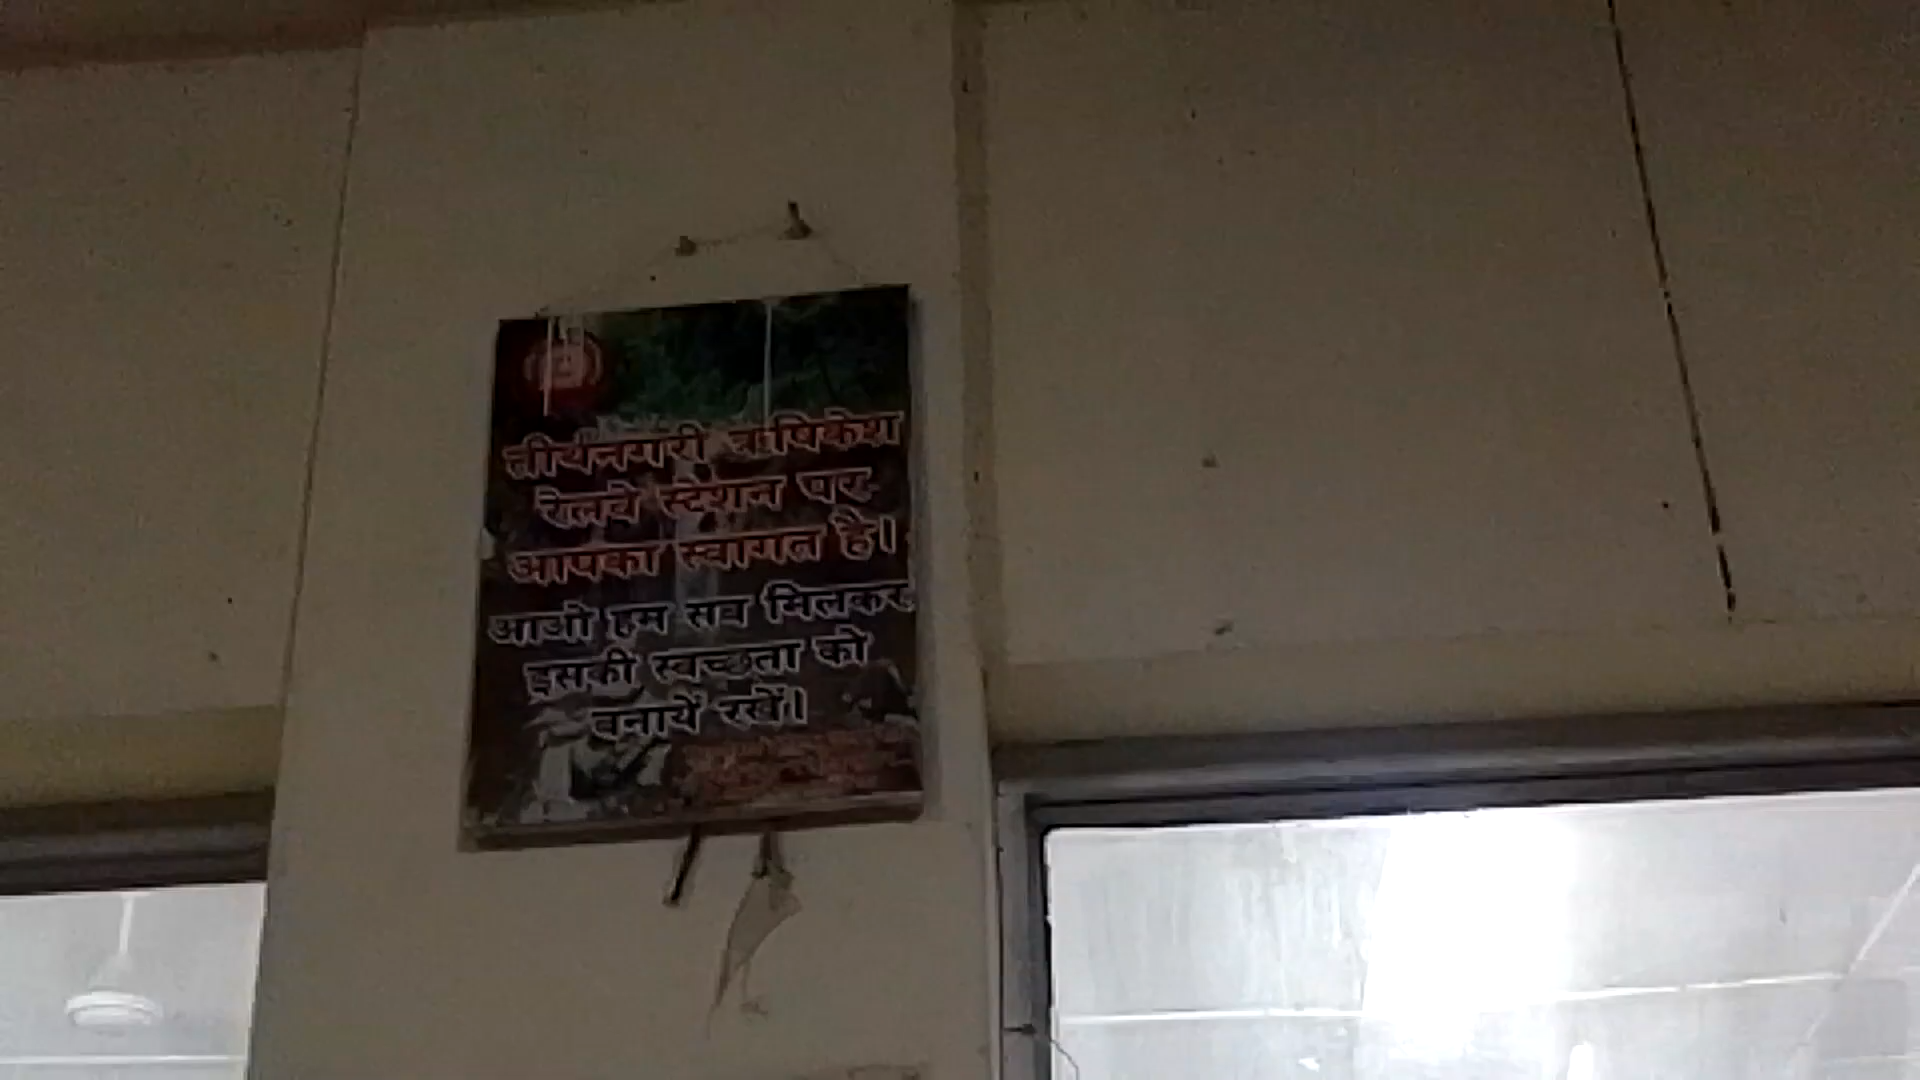 तीर्थनगरी ऋषिकेश
रेलवे स्टेशन पर
आपका स्वागत है।
आओ हम सब मिलकर
इसकी स्वच्छता को
बनायें रखें।